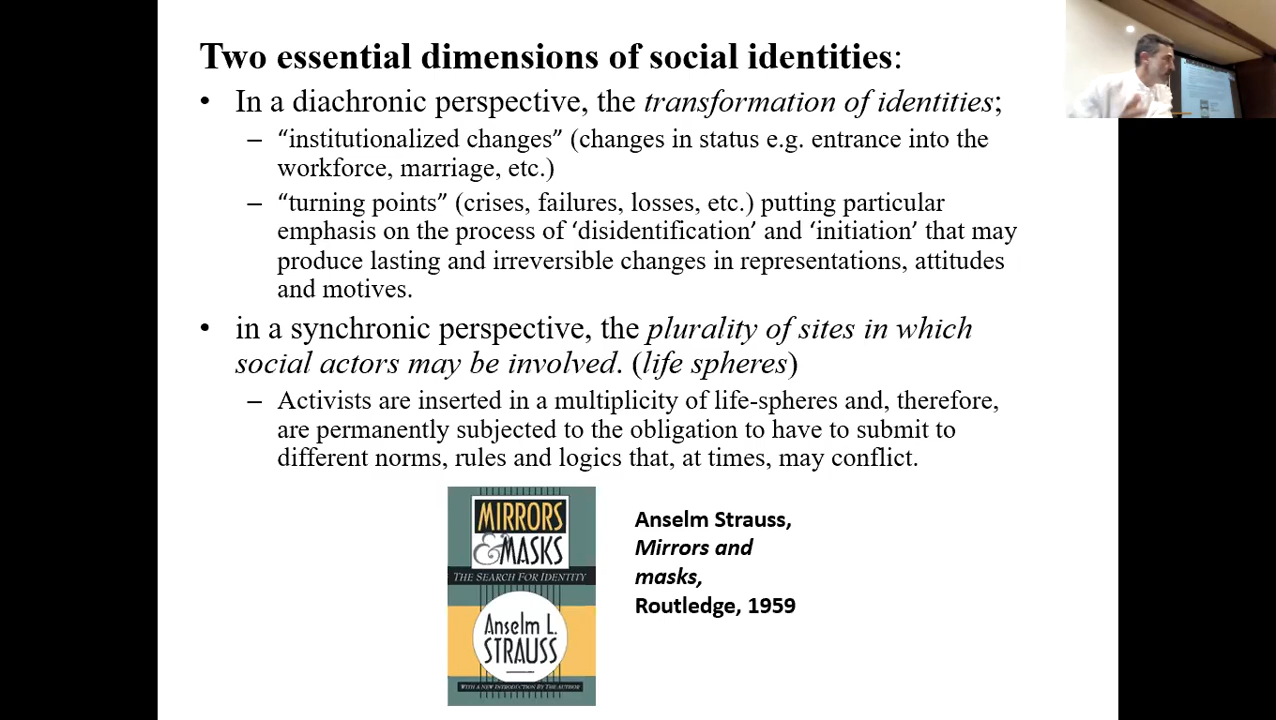 Two essential dimensions of social identities:
• In a diachronic perspective, the transformation of identities;
– “institutionalized changes” (changes in status e.g. entrance into the
workforce, marriage, etc.)
– “turning points” (crises, failures, losses, etc.) putting particular
emphasis on the process of ‘disidentification’ and ‘initiation’ that may
produce lasting and irreversible changes in representations, attitudes
and motives.
• in a synchronic perspective, the plurality of sites in which
social actors may be involved. (life spheres)
– Activists are inserted in a multiplicity of life-spheres and, therefore,
are permanently subjected to the obligation to have to submit to
different norms, rules and logics that, at times, may conflict.
MIRRORS
& MASKS
THE SEARCH FOR IDENTITY
Anselm L.
STRAUSS
WITH A NEW INTRODUCTION BY THE AUTHOR
Anselm Strauss,
Mirrors and
masks,
Routledge, 1959